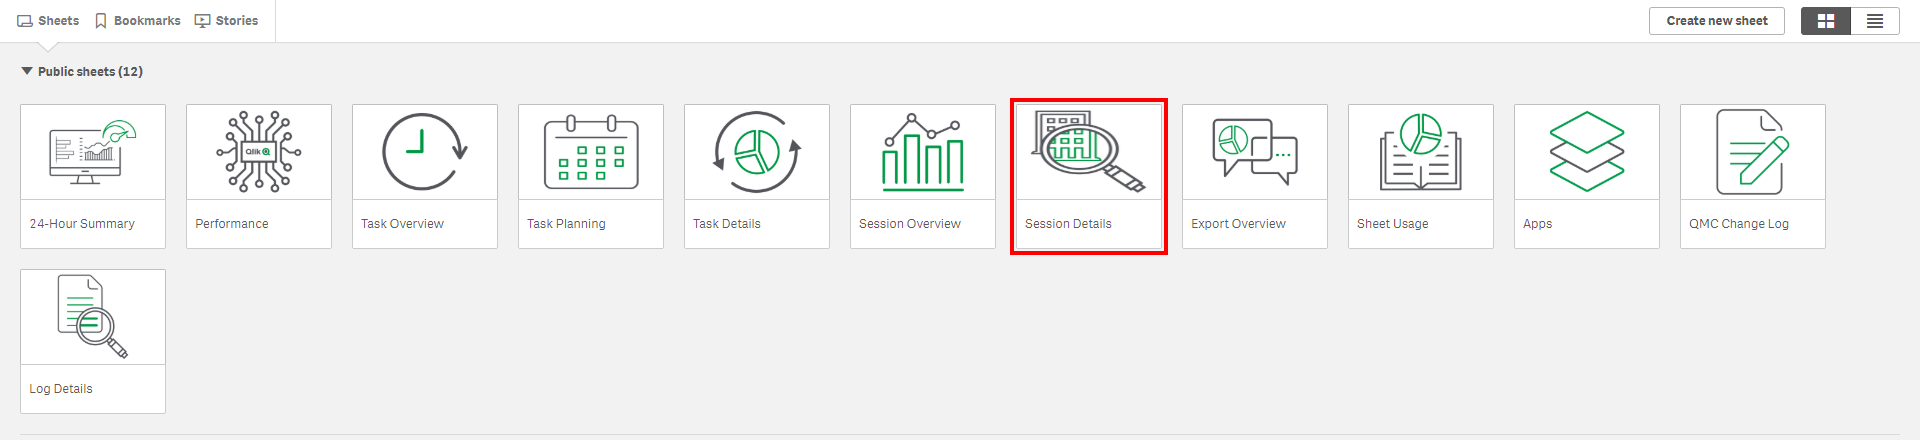 Sheets Bookmarks Stories Create new sheet
Public sheets (12)
Qlik
24-Hour Summary Performance Task Overview Task Planning Task Details Session Overview Session Details Export Overview Sheet Usage Apps QMC Change Log
Log Details